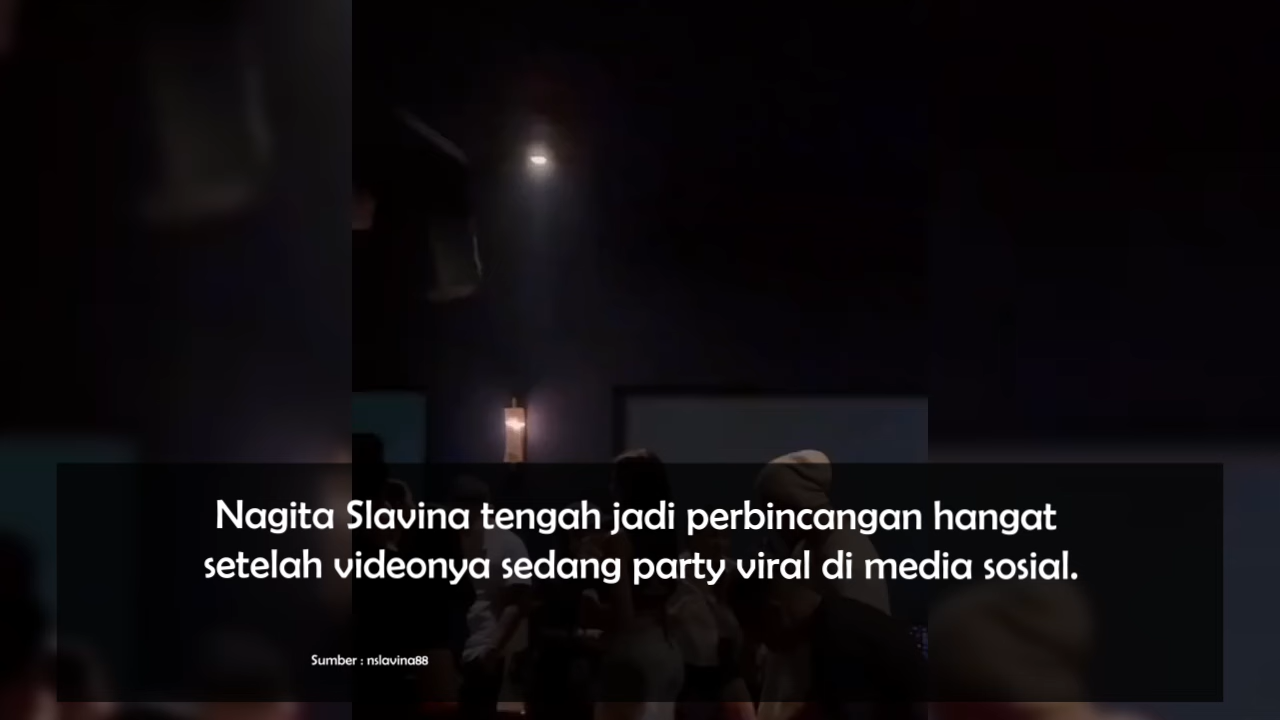 Nagita Slavina tengah jadi perbincangan hangat
setelah videonya sedang party viral di media sosial.
Sumber : nslavina88